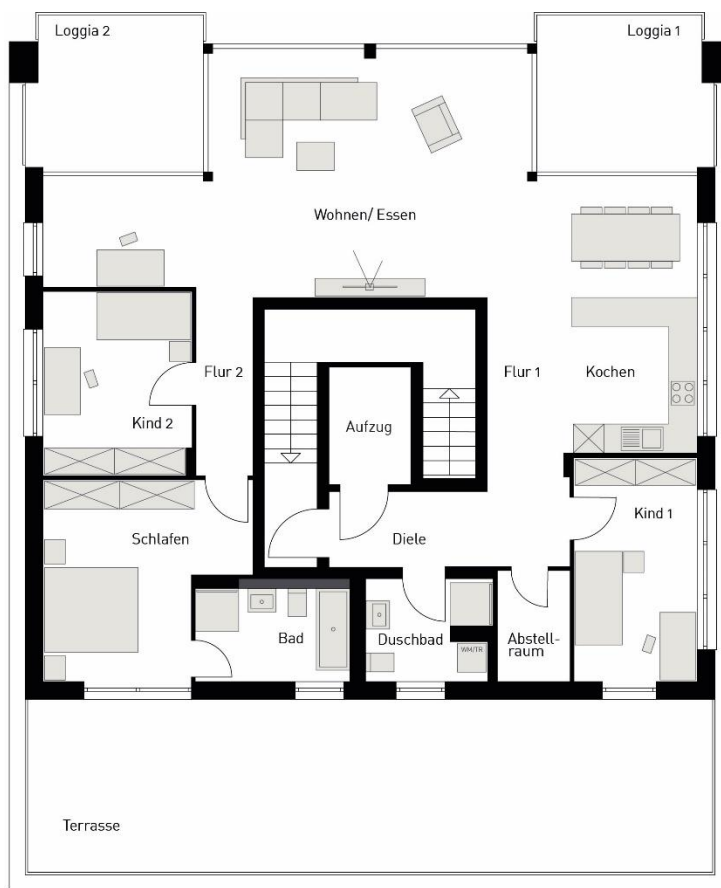 Loggia 2
Loggia 1
Wohnen/ Essen
Flur 2
Flur 1
Kochen
Kind 2
Aufzug
Kind 1
Schlafen
Diele
Bad
Duschbad
Abstell-
raum
WM/TR
Terrasse